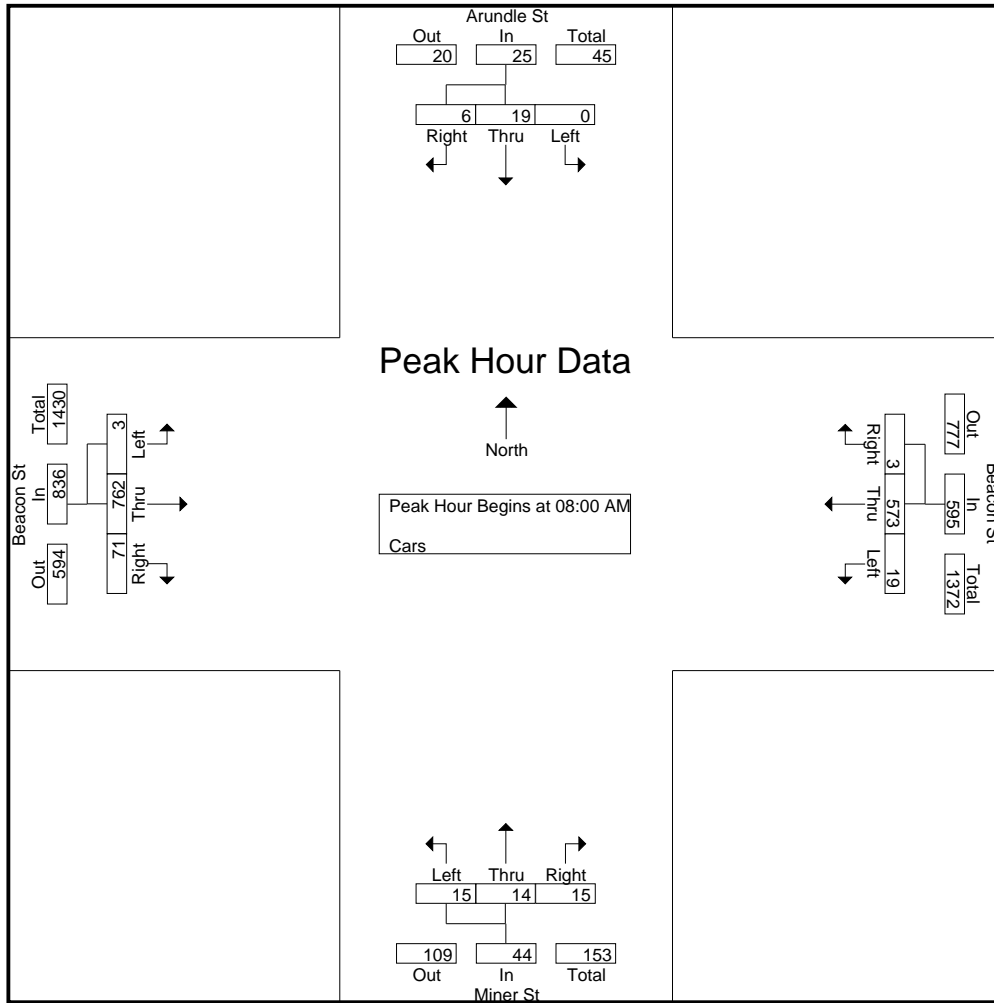 Arundle St
Out In Total
20 25 45
6 19 0
Right Thru Left
Peak Hour Data
North
Peak Hour Begins at 08:00 AM
Cars
Beacon St
Total In Out
1430 836 594
3 762 71
Left Thru Right
Right Thru Left
3 573 19
777 595 1372
Out In Total
Beacon St
Left Thru Right
15 14 15
109 44 153
Out In Total
Miner St